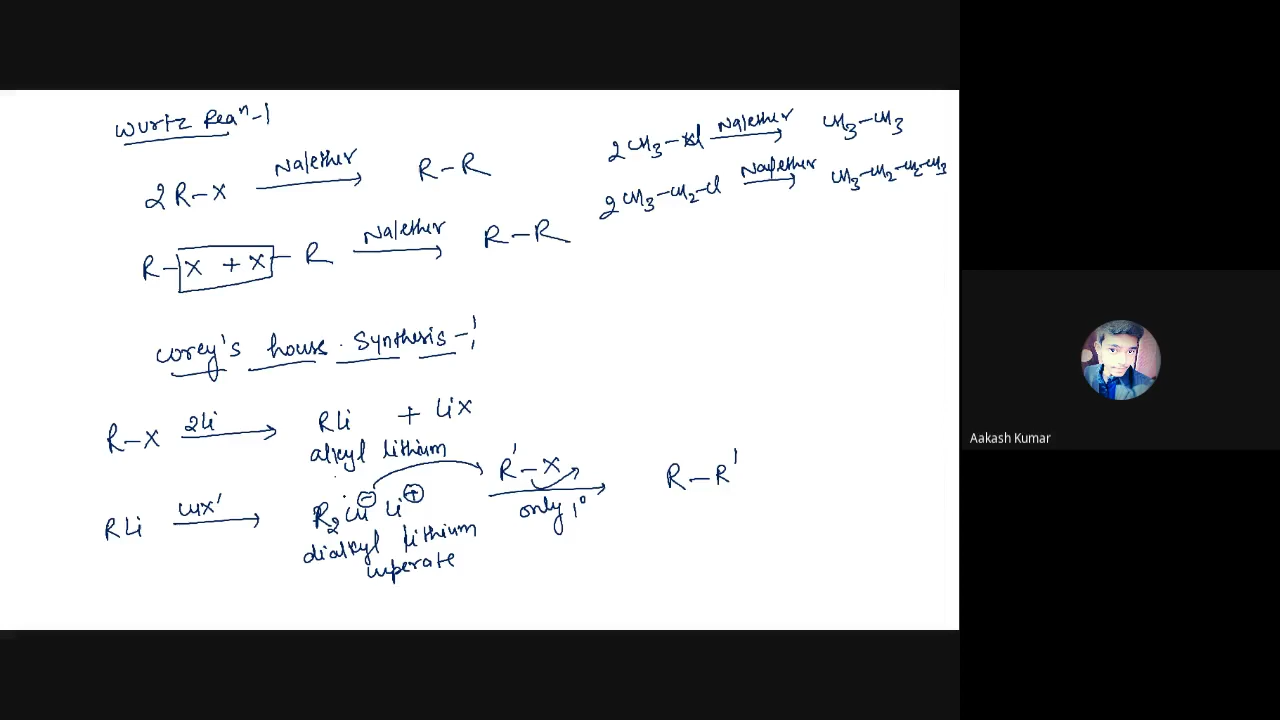 Wurtz Reaⁿ-!
2R-X Na/ether R-R
R-X + X-R Na/ether R-R
2CH3-Cl Na/ether CH3-CH3
2CH3-CH2-Cl Na/ether CH3-CH2-CH2-CH3
Corey's house Synthesis-!
R-X 2Li RLi + LiX
alkyl lithium
RLi CuX' R2Cu⊖ Li⊕ R'-X only 1° R-R'
dialkyl lithium
cuperate
Aakash Kumar